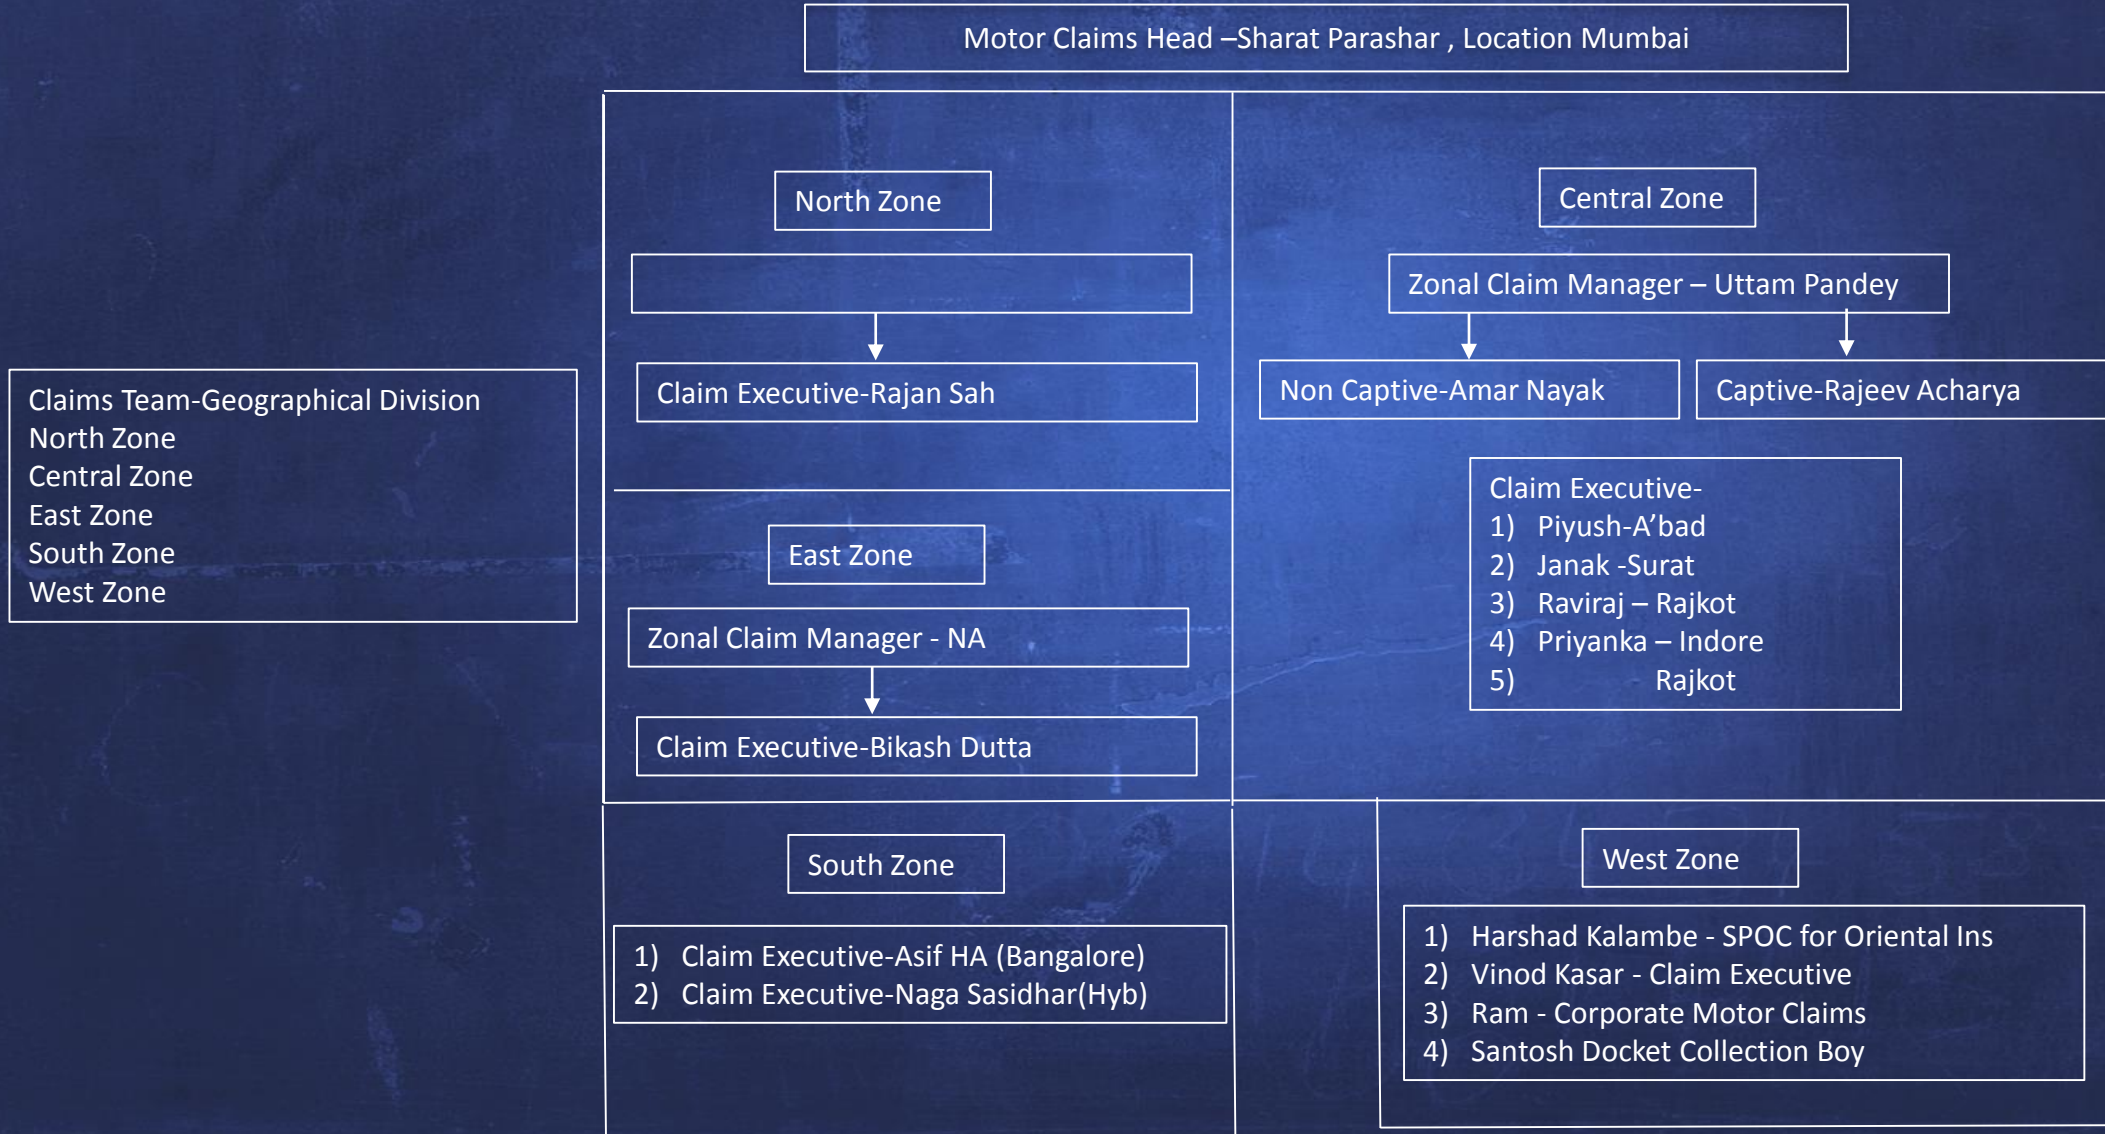 Motor Claims Head –Sharat Parashar , Location Mumbai
Claims Team-Geographical Division
North Zone
Central Zone
East Zone
South Zone
West Zone
North Zone
Claim Executive-Rajan Sah
Central Zone
Zonal Claim Manager – Uttam Pandey
Non Captive-Amar Nayak
Captive-Rajeev Acharya
Claim Executive-
1) Piyush-A’bad
2) Janak -Surat
3) Raviraj – Rajkot
4) Priyanka – Indore
5) Rajkot
East Zone
Zonal Claim Manager - NA
Claim Executive-Bikash Dutta
South Zone
1) Claim Executive-Asif HA (Bangalore)
2) Claim Executive-Naga Sasidhar(Hyb)
West Zone
1) Harshad Kalambe - SPOC for Oriental Ins
2) Vinod Kasar - Claim Executive
3) Ram - Corporate Motor Claims
4) Santosh Docket Collection Boy